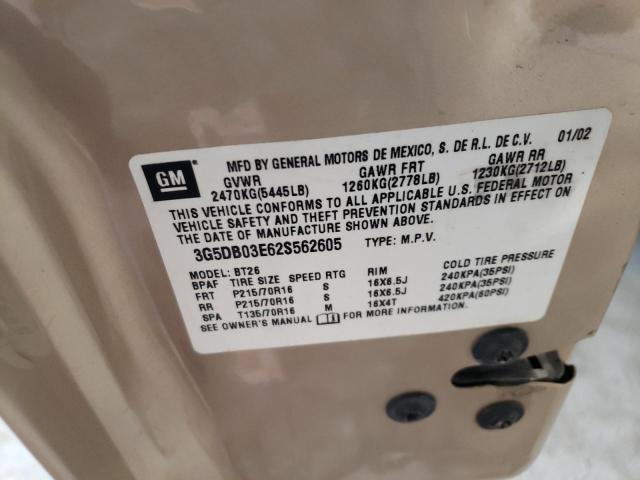 GM
MFD BY GENERAL MOTORS DE MEXICO, S. DE R.L. DE C.V. 01/02
GVWR GAWR FRT GAWR RR
2470KG(5445LB) 1260KG(2778LB) 1230KG(2712LB)
THIS VEHICLE CONFORMS TO ALL APPLICABLE U.S. FEDERAL MOTOR
VEHICLE SAFETY AND THEFT PREVENTION STANDARDS IN EFFECT ON
THE DATE OF MANUFACTURE SHOWN ABOVE.
3G5DB03E62S562605 TYPE: M.P.V.
MODEL: BT26
BPAF TIRE SIZE SPEED RTG RIM COLD TIRE PRESSURE
FRT P215/70R16 S 16X6.5J 240KPA(35PSI)
RR P215/70R16 S 16X6.5J 240KPA(35PSI)
SPA T135/70R16 M 16X4T 420KPA(60PSI)
SEE OWNER'S MANUAL FOR MORE INFORMATION.